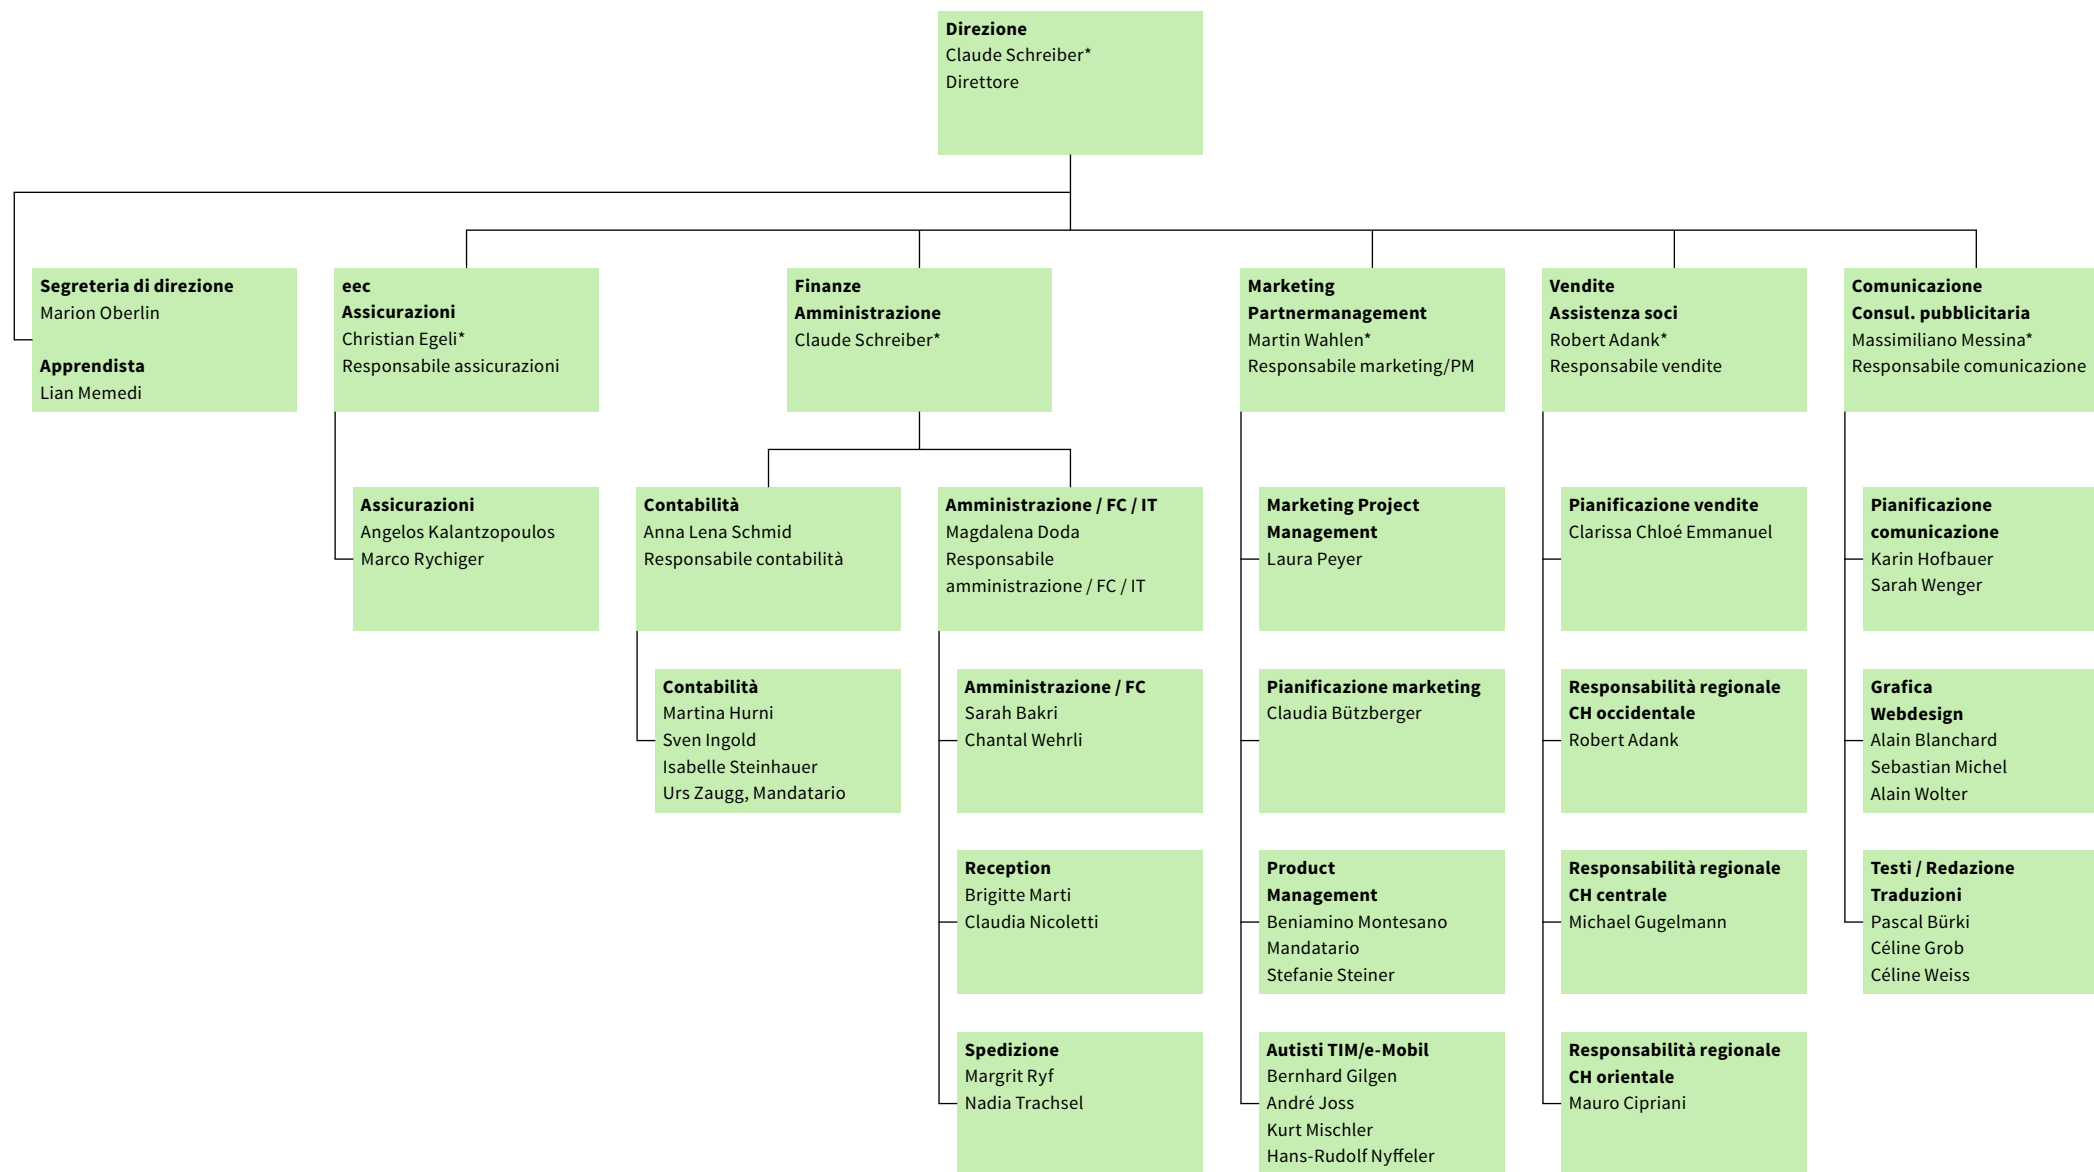 Direzione
Claude Schreiber*
Direttore
Segreteria di direzione
Marion Oberlin
Apprendista
Lian Memedi
eec
Assicurazioni
Christian Egeli*
Responsabile assicurazioni
Finanze
Amministrazione
Claude Schreiber*
Marketing
Partnermanagement
Martin Wahlen*
Responsabile marketing/PM
Vendite
Assistenza soci
Robert Adank*
Responsabile vendite
Comunicazione
Consul. pubblicitaria
Massimiliano Messina*
Responsabile comunicazione
Assicurazioni
Angelos Kalantzopoulos
Marco Rychiger
Contabilità
Anna Lena Schmid
Responsabile contabilità
Amministrazione / FC / IT
Magdalena Doda
Responsabile
amministrazione / FC / IT
Marketing Project
Management
Laura Peyer
Pianificazione vendite
Clarissa Chloé Emmanuel
Pianificazione
comunicazione
Karin Hofbauer
Sarah Wenger
Contabilità
Martina Hurni
Sven Ingold
Isabelle Steinhauer
Urs Zaugg, Mandatario
Amministrazione / FC
Sarah Bakri
Chantal Wehrli
Pianificazione marketing
Claudia Bützberger
Responsabilità regionale
CH occidentale
Robert Adank
Grafica
Webdesign
Alain Blanchard
Sebastian Michel
Alain Wolter
Reception
Brigitte Marti
Claudia Nicoletti
Product
Management
Beniamino Montesano
Mandatario
Stefanie Steiner
Responsabilità regionale
CH centrale
Michael Gugelmann
Testi / Redazione
Traduzioni
Pascal Bürki
Céline Grob
Céline Weiss
Spedizione
Margrit Ryf
Nadia Trachsel
Autisti TIM/e-Mobil
Bernhard Gilgen
André Joss
Kurt Mischler
Hans-Rudolf Nyffeler
Responsabilità regionale
CH orientale
Mauro Cipriani